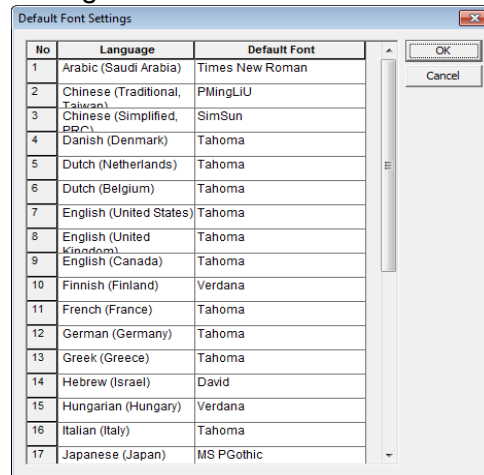 Default Font Settings
No Language Default Font
OK
Cancel
1 Arabic (Saudi Arabia) Times New Roman
2 Chinese (Traditional, Taiwan) PMingLiU
3 Chinese (Simplified, PRC) SimSun
4 Danish (Denmark) Tahoma
5 Dutch (Netherlands) Tahoma
6 Dutch (Belgium) Tahoma
7 English (United States) Tahoma
8 English (United Kingdom) Tahoma
9 English (Canada) Tahoma
10 Finnish (Finland) Verdana
11 French (France) Tahoma
12 German (Germany) Tahoma
13 Greek (Greece) Tahoma
14 Hebrew (Israel) David
15 Hungarian (Hungary) Verdana
16 Italian (Italy) Tahoma
17 Japanese (Japan) MS PGothic